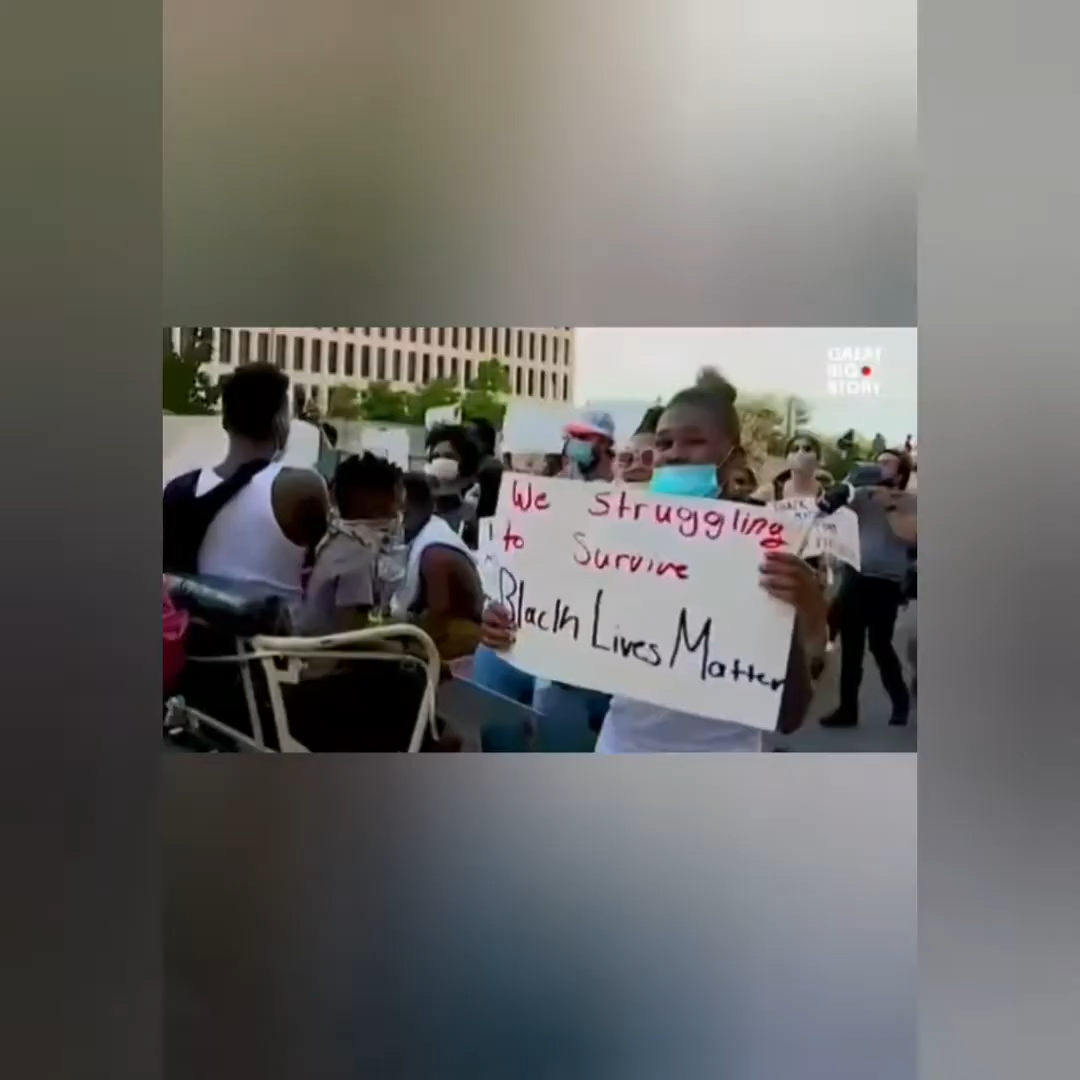 GREAT
BIG
STORY
We Struggling
to Survive
Black Lives Matter